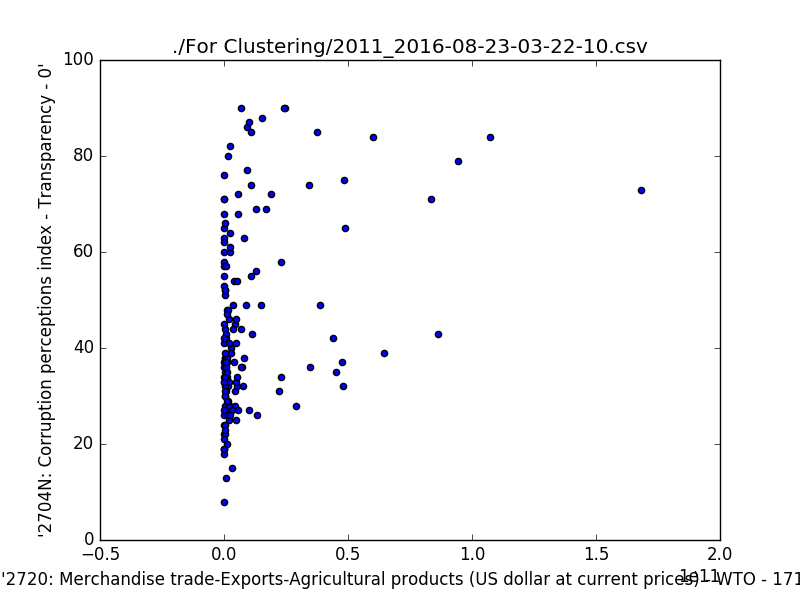 ./For Clustering/2011_2016-08-23-03-22-10.csv
'2704N: Corruption perceptions index - Transparency - 0'
100
80
60
40
20
0
−0.5 0.0 0.5 1.0 1.5 2.0
1e11
'2720: Merchandise trade-Exports-Agricultural products (US dollar at current prices) - WTO - 171